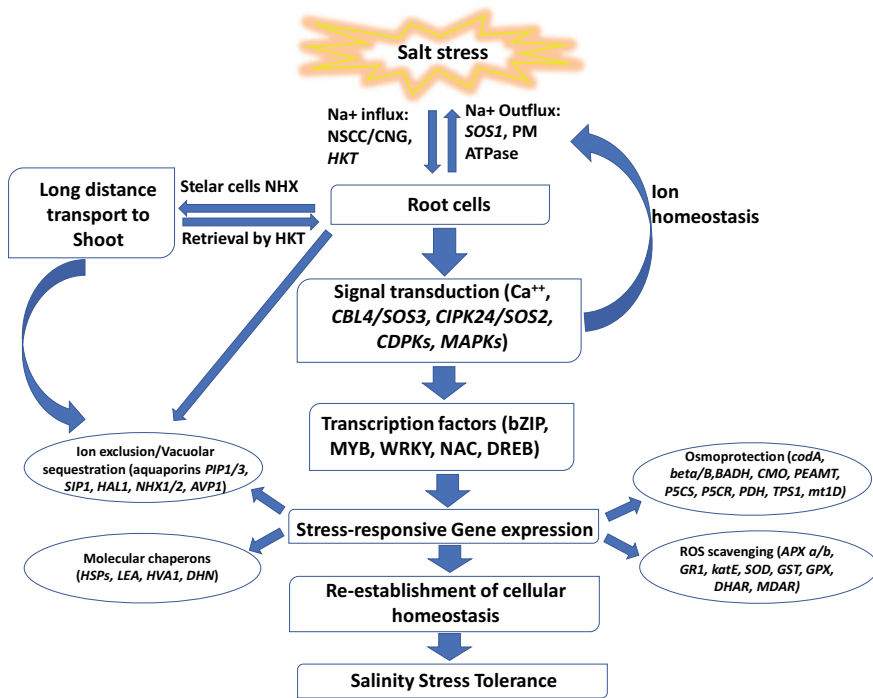 Salt stress
Na+ influx:
NSCC/CNG,
HKT
Na+ Outflux:
SOS1, PM
ATPase
Long distance
transport to
Shoot
Stelar cells NHX
Retrieval by HKT
Root cells
Ion
homeostasis
Signal transduction (Ca++,
CBL4/SOS3, CIPK24/SOS2,
CDPKs, MAPKs)
Transcription factors (bZIP,
MYB, WRKY, NAC, DREB)
Ion exclusion/Vacuolar
sequestration (aquaporins PIP1/3,
SIP1, HAL1, NHX1/2, AVP1)
Osmoprotection (codA,
beta/B,BADH, CMO, PEAMT,
P5CS, P5CR, PDH, TPS1, mt1D)
Stress-responsive Gene expression
Molecular chaperons
(HSPs, LEA, HVA1, DHN)
ROS scavenging (APX α/b,
GR1, katE, SOD, GST, GPX,
DHAR, MDAR)
Re-establishment of cellular
homeostasis
Salinity Stress Tolerance